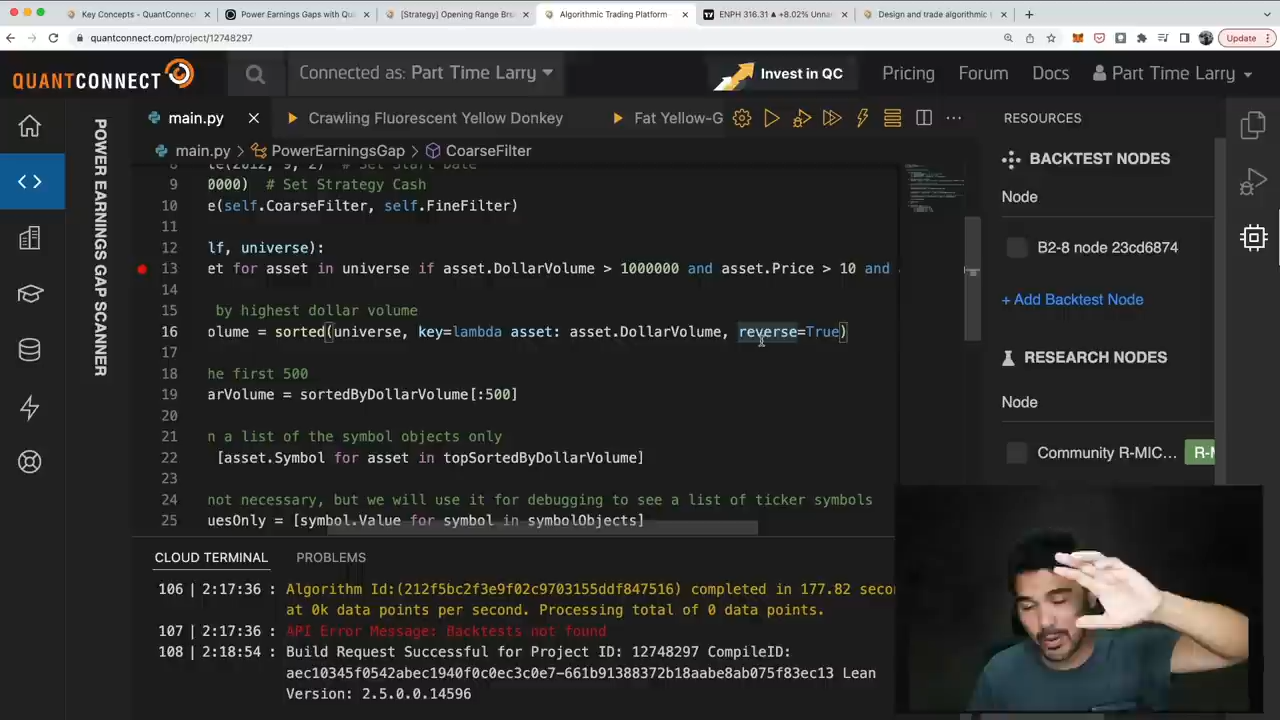 Key Concepts - QuantConnect
Power Earnings Gaps with Qu
[Strategy] Opening Range Br
Algorithmic Trading Platform
ENPH 316.31 ▲ +8.02% Unna
Design and trade algorithmic
quantconnect.com/project/12748297
Update
QUANTCONNECT
Connected as: Part Time Larry
Invest in QC
Pricing
Forum
Docs
Part Time Larry
POWER EARNINGS GAP SCANNER
main.py
Crawling Fluorescent Yellow Donkey
Fat Yellow-G
main.py > PowerEarningsGap > CoarseFilter
8 te(2012, 9, 2) # Set Start Date
9 0000) # Set Strategy Cash
10 e(self.CoarseFilter, self.FineFilter)
11
12 lf, universe):
13 et for asset in universe if asset.DollarVolume > 1000000 and asset.Price > 10 and
14
15 by highest dollar volume
16 olume = sorted(universe, key=lambda asset: asset.DollarVolume, reverse=True)
17
18 he first 500
19 arVolume = sortedByDollarVolume[:500]
20
21 n a list of the symbol objects only
22 [asset.Symbol for asset in topSortedByDollarVolume]
23
24 not necessary, but we will use it for debugging to see a list of ticker symbols
25 uesOnly = [symbol.Value for symbol in symbolObjects]
RESOURCES
BACKTEST NODES
Node
B2-8 node 23cd6874
+ Add Backtest Node
RESEARCH NODES
Node
Community R-MIC... R-M
CLOUD TERMINAL
PROBLEMS
106 | 2:17:36 : Algorithm Id:(212f5bc2f3e9f02c9703155ddf847516) completed in 177.82 secon
at 0k data points per second. Processing total of 0 data points.
107 | 2:17:36 : API Error Message: Backtests not found
108 | 2:18:54 : Build Request Successful for Project ID: 12748297 CompileID:
aec10345f0542abec1940f0c0ec3c0e7-661b91388372b18aabe8ab075f83ec13 Lean
Version: 2.5.0.0.14596